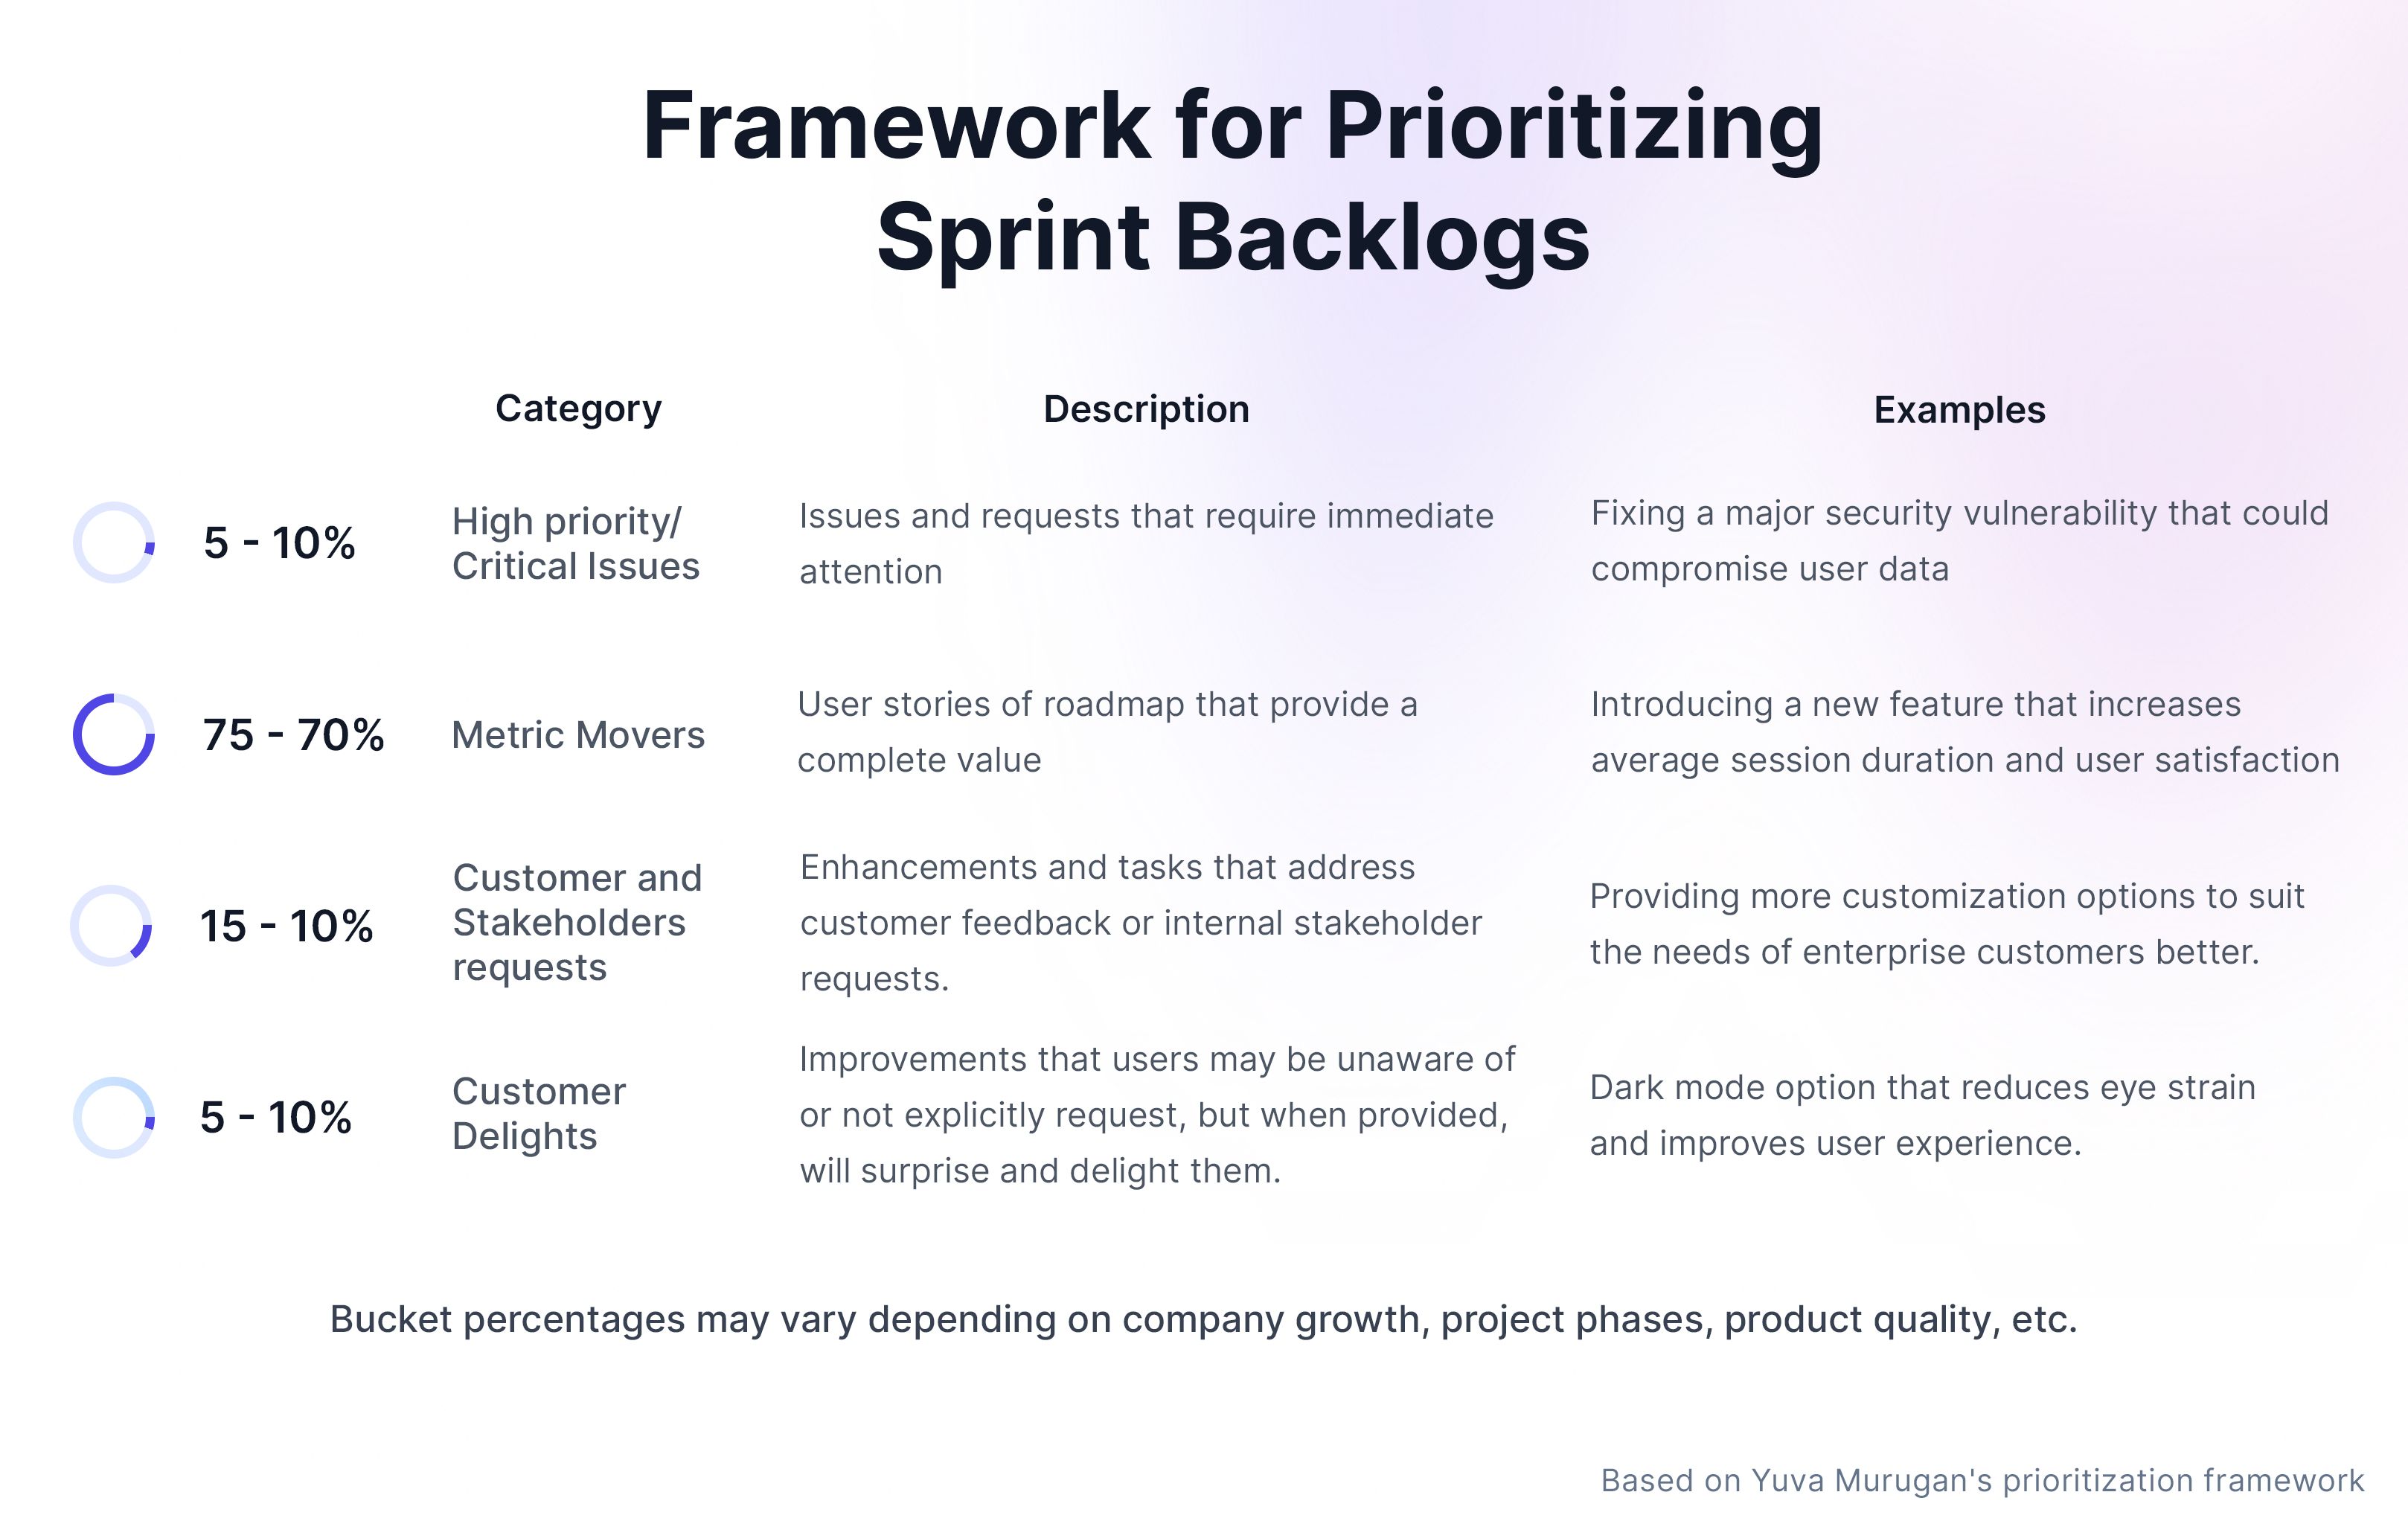 Framework for Prioritizing
Sprint Backlogs
Category
Description
Examples
5 - 10%
High priority/
Critical Issues
Issues and requests that require immediate
attention
Fixing a major security vulnerability that could
compromise user data
75 - 70%
Metric Movers
User stories of roadmap that provide a
complete value
Introducing a new feature that increases
average session duration and user satisfaction
15 - 10%
Customer and
Stakeholders
requests
Enhancements and tasks that address
customer feedback or internal stakeholder
requests.
Providing more customization options to suit
the needs of enterprise customers better.
5 - 10%
Customer
Delights
Improvements that users may be unaware of
or not explicitly request, but when provided,
will surprise and delight them.
Dark mode option that reduces eye strain
and improves user experience.
Bucket percentages may vary depending on company growth, project phases, product quality, etc.
Based on Yuva Murugan's prioritization framework